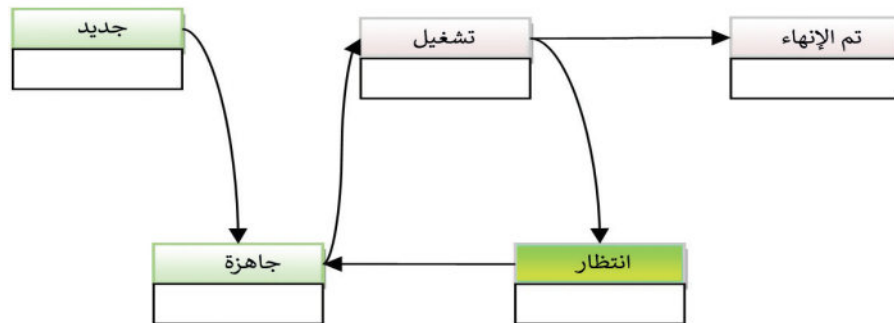 جديد
تشغيل
تم الإنهاء
جاهزة
انتظار